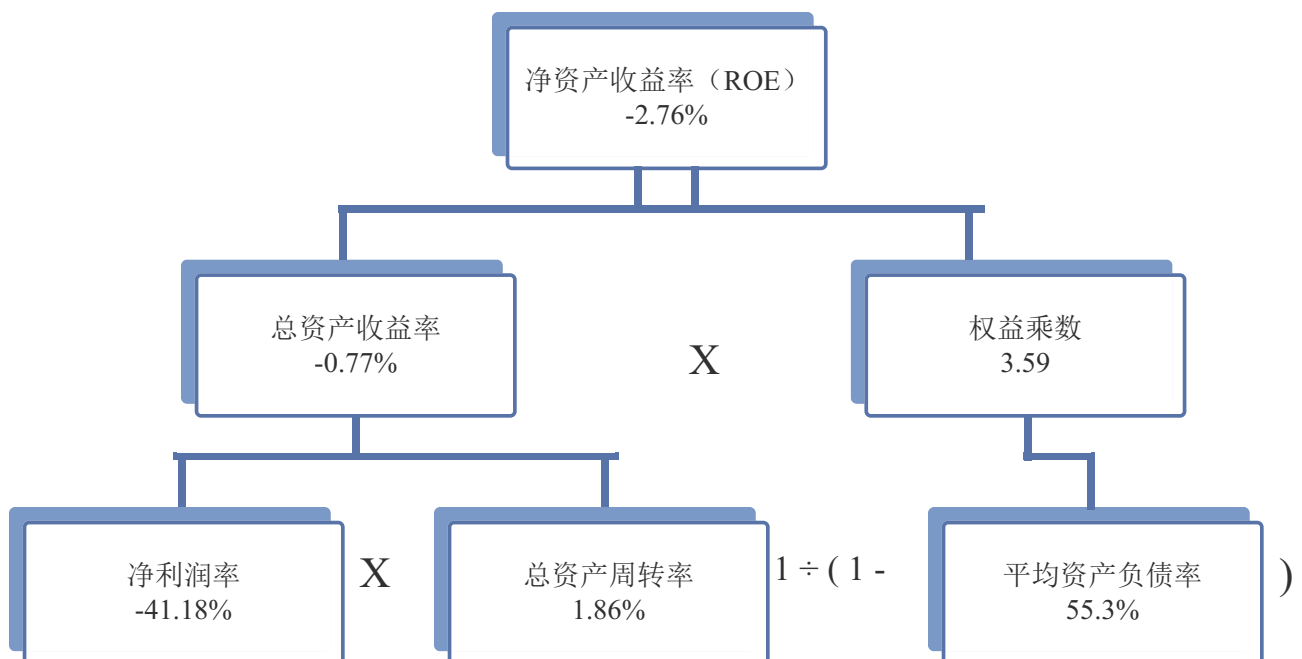 净资产收益率（ROE）
-2.76%
总资产收益率
-0.77%
X
权益乘数
3.59
净利润率
-41.18%
X
总资产周转率
1.86%
1 ÷ ( 1 -
平均资产负债率
55.3%
)